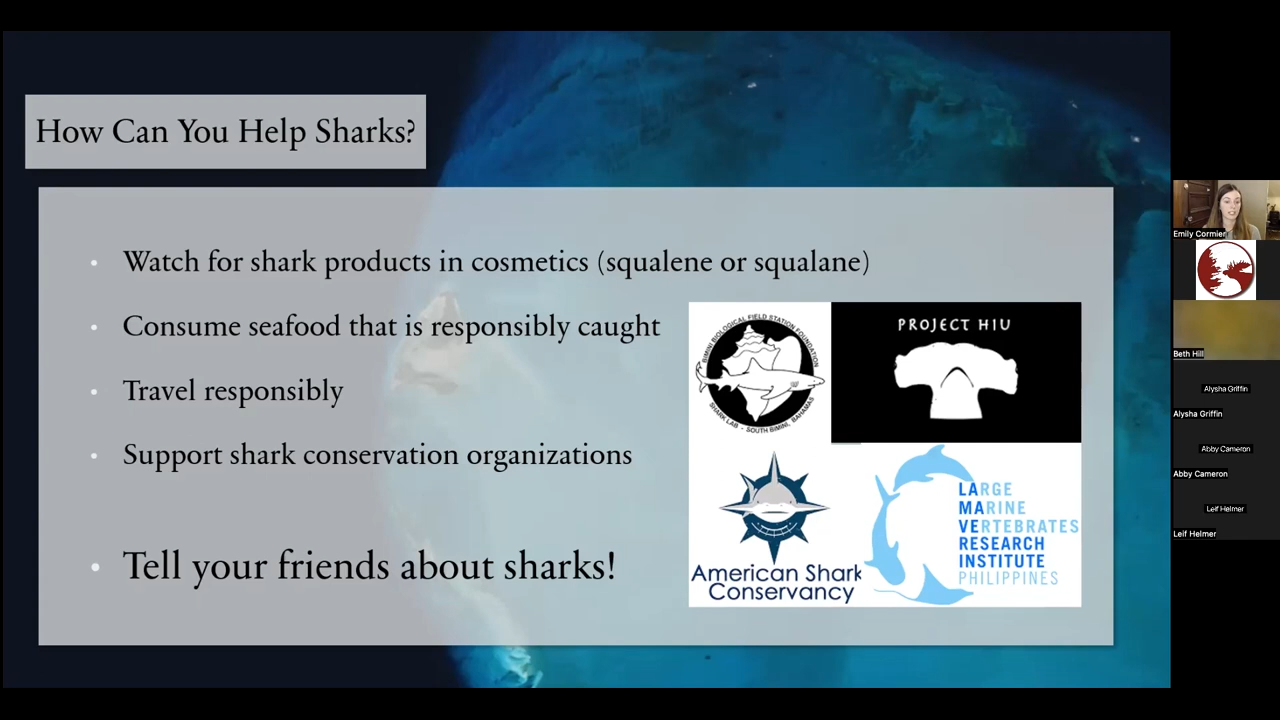 How Can You Help Sharks?
Watch for shark products in cosmetics (squalene or squalane)
Consume seafood that is responsibly caught
Travel responsibly
Support shark conservation organizations
Tell your friends about sharks!
BIMINI BIOLOGICAL FIELD STATION FOUNDATION
SHARK LAB - SOUTH BIMINI, BAHAMAS
PROJECT HIU
American Shark
Conservancy
LARGE
MARINE
VERTEBRATES
RESEARCH
INSTITUTE
PHILIPPINES
Emily Cormier
Beth Hill
Alysha Griffin
Alysha Griffin
Abby Cameron
Abby Cameron
Leif Helmer
Leif Helmer